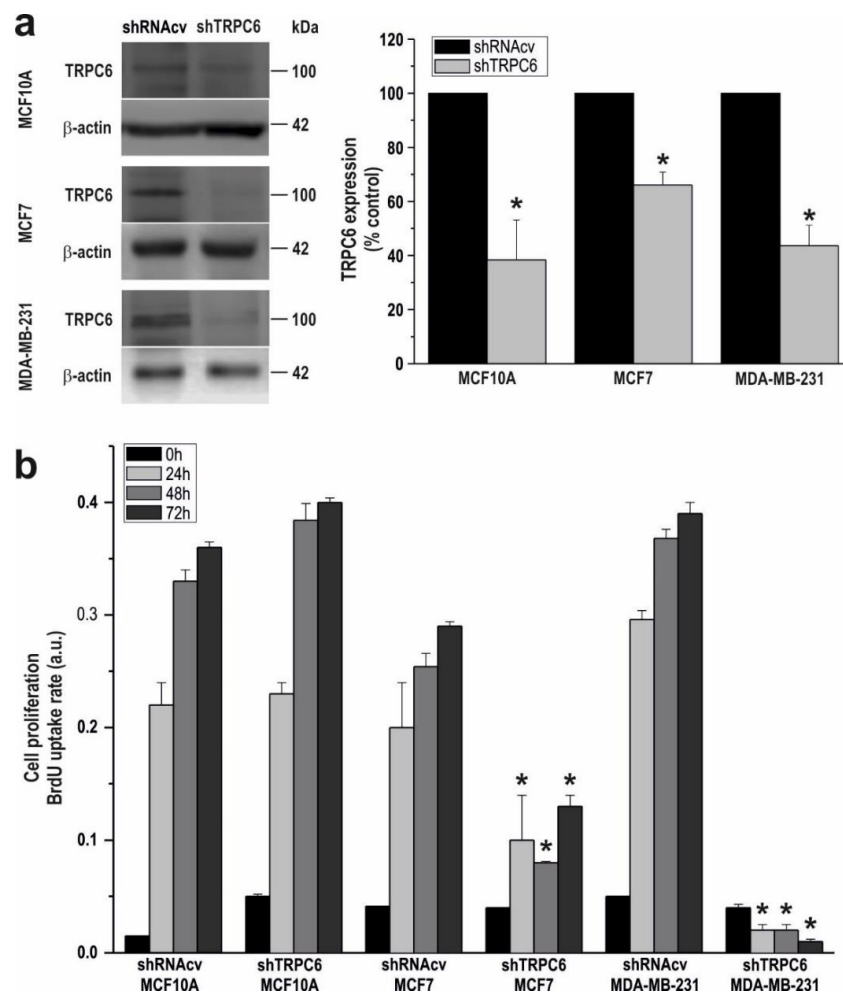 a
shRNAcv shTRPC6 kDa
MCF10A
TRPC6
100
β-actin
42
MCF7
TRPC6
100
β-actin
42
MDA-MB-231
TRPC6
100
β-actin
42
shRNAcv
shTRPC6
TRPC6 expression
(% control)
120
100
80
60
40
20
0
*
*
*
MCF10A MCF7 MDA-MB-231
b
0h
24h
48h
72h
Cell proliferation
BrdU uptake rate (a.u.)
0.4
0.3
0.2
0.1
0.0
* * *
* * *
shRNAcv shTRPC6 shRNAcv shTRPC6 shRNAcv shTRPC6
MCF10A MCF10A MCF7 MCF7 MDA-MB-231 MDA-MB-231